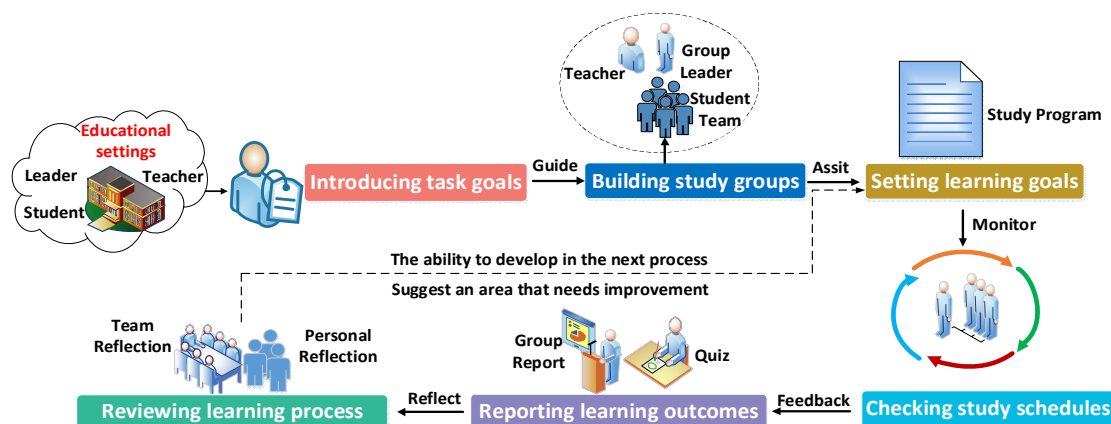 Educational
settings
Leader
Teacher
Student
Introducing task goals
Guide
Teacher
Group
Leader
Student
Team
Building study groups
Assit
Study Program
Setting learning goals
Monitor
The ability to develop in the next process
Suggest an area that needs improvement
Team
Reflection
Personal
Reflection
Group
Report
Quiz
Reviewing learning process
Reflect
Reporting learning outcomes
Feedback
Checking study schedules